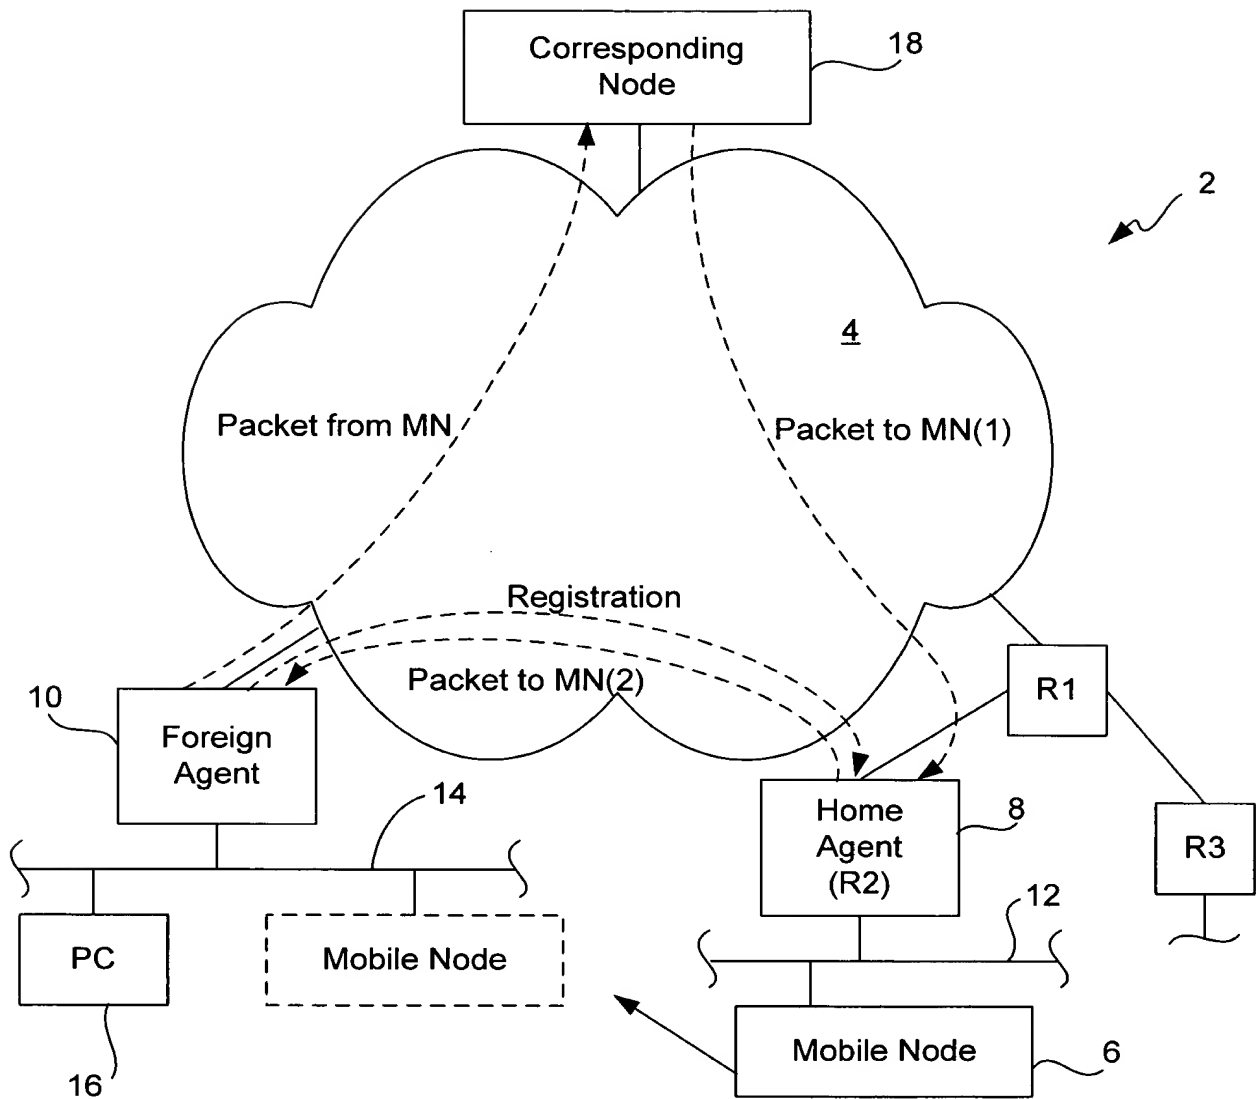 Corresponding
Node
18
2
4
Packet from MN
Packet to MN(1)
Registration
Packet to MN(2)
R1
10
Foreign
Agent
14
Home
Agent
(R2)
8
R3
12
PC
Mobile Node
Mobile Node
6
16